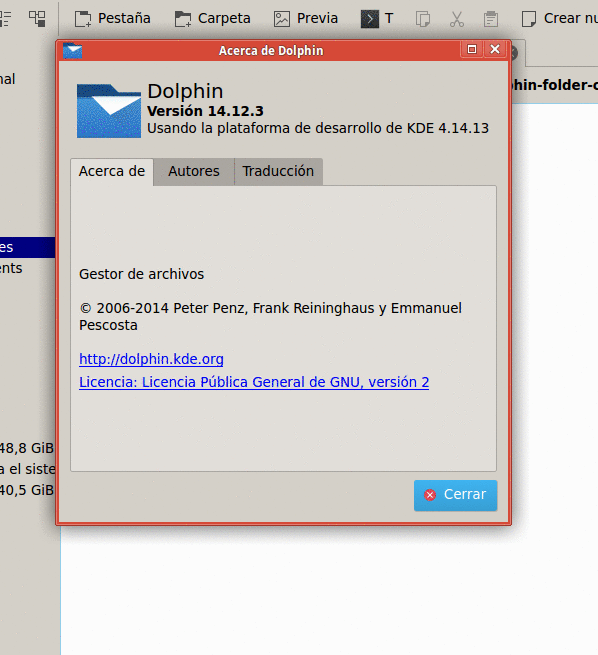 Pestaña Carpeta Previa T Crear nu
Acerca de Dolphin
nal
Dolphin
Versión 14.12.3
Usando la plataforma de desarrollo de KDE 4.14.13
phin-folder-c
Acerca de Autores Traducción
es
ents
Gestor de archivos
© 2006-2014 Peter Penz, Frank Reininghaus y Emmanuel
Pescosta
http://dolphin.kde.org
Licencia: Licencia Pública General de GNU, versión 2
48,8 GiB
a el siste
40,5 GiB
Cerrar